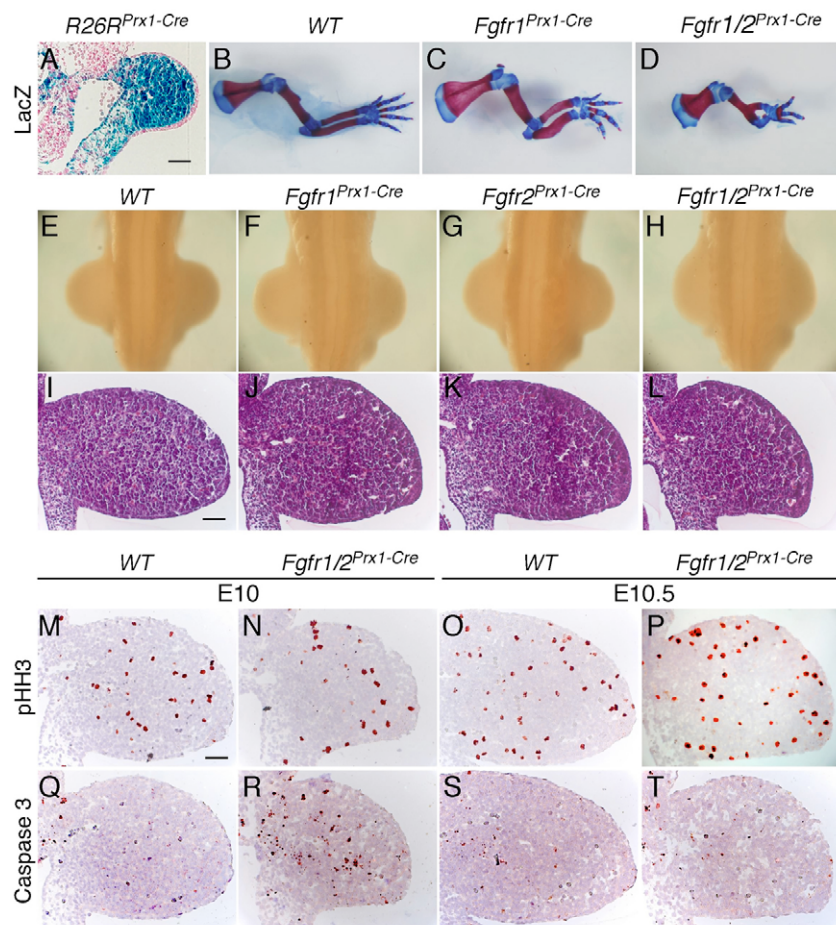 R26R^Prx1-Cre WT Fgfr1^Prx1-Cre Fgfr1/2^Prx1-Cre
LacZ
A B C D
WT Fgfr1^Prx1-Cre Fgfr2^Prx1-Cre Fgfr1/2^Prx1-Cre
E F G H
I J K L
WT Fgfr1/2^Prx1-Cre WT Fgfr1/2^Prx1-Cre
E10 E10.5
pHH3
M N O P
Caspase 3
Q R S T